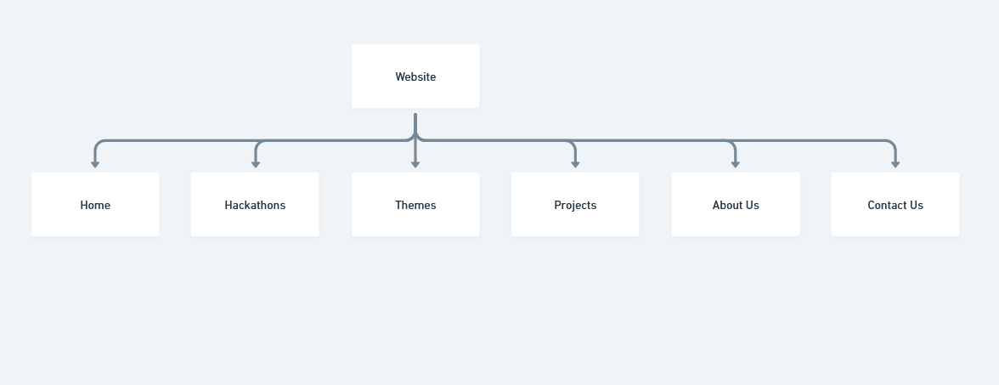 Website
Home
Hackathons
Themes
Projects
About Us
Contact Us